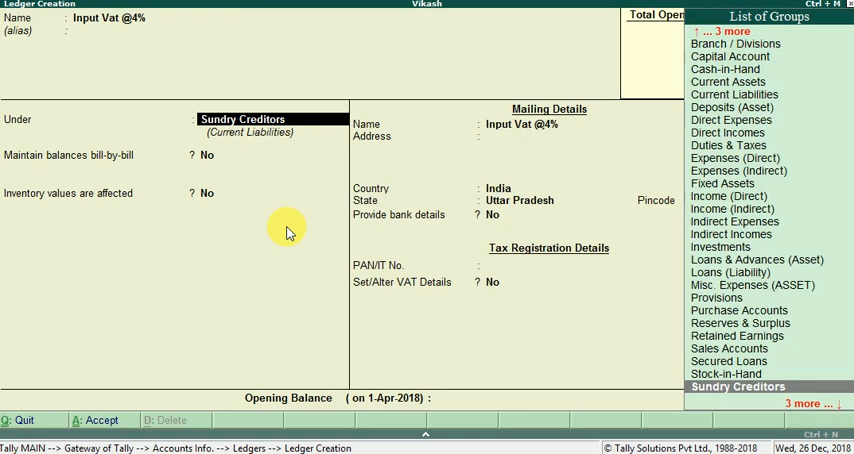 Ledger Creation Vikash Ctrl + M
Name : Input Vat @4%
(alias) :
Total Open
List of Groups
↑ ... 3 more
Branch / Divisions
Capital Account
Cash-in-Hand
Current Assets
Current Liabilities
Deposits (Asset)
Direct Expenses
Direct Incomes
Duties & Taxes
Expenses (Direct)
Expenses (Indirect)
Fixed Assets
Income (Direct)
Income (Indirect)
Indirect Expenses
Indirect Incomes
Investments
Loans & Advances (Asset)
Loans (Liability)
Misc. Expenses (ASSET)
Provisions
Purchase Accounts
Reserves & Surplus
Retained Earnings
Sales Accounts
Secured Loans
Stock-in-Hand
Sundry Creditors
3 more ... ↓
Under : Sundry Creditors
(Current Liabilities)
Maintain balances bill-by-bill ? No
Inventory values are affected ? No
Mailing Details
Name : Input Vat @4%
Address :
Country : India
State : Uttar Pradesh Pincode
Provide bank details ? No
Tax Registration Details
PAN/IT No. :
Set/Alter VAT Details ? No
Opening Balance ( on 1-Apr-2018) :
Q: Quit A: Accept D: Delete
Ctrl + N
Tally MAIN --> Gateway of Tally --> Accounts Info. --> Ledgers --> Ledger Creation © Tally Solutions Pvt Ltd., 1988-2018 Wed, 26 Dec, 2018